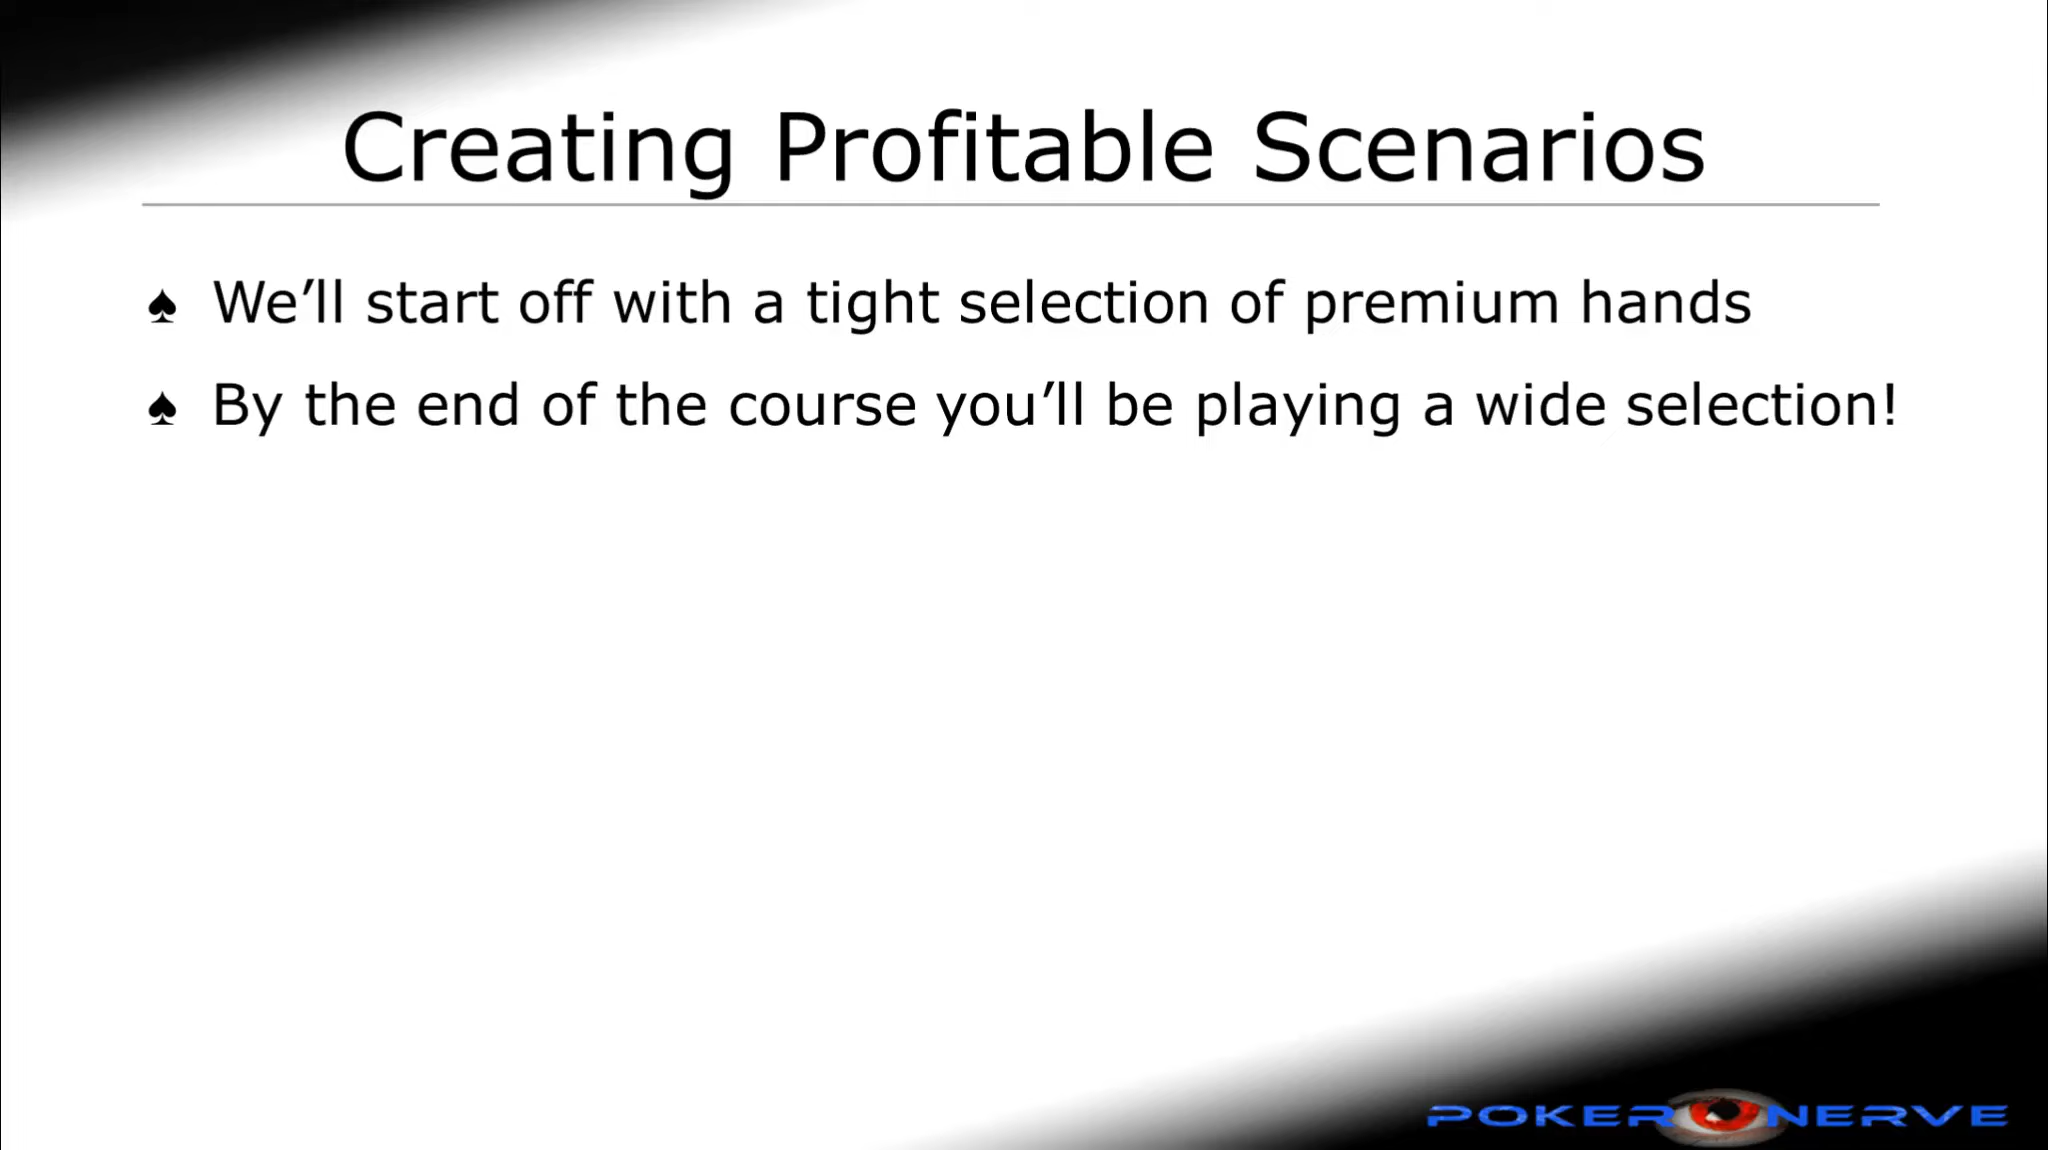 Creating Profitable Scenarios
♠ We’ll start off with a tight selection of premium hands
♠ By the end of the course you’ll be playing a wide selection!
POKER NERVE